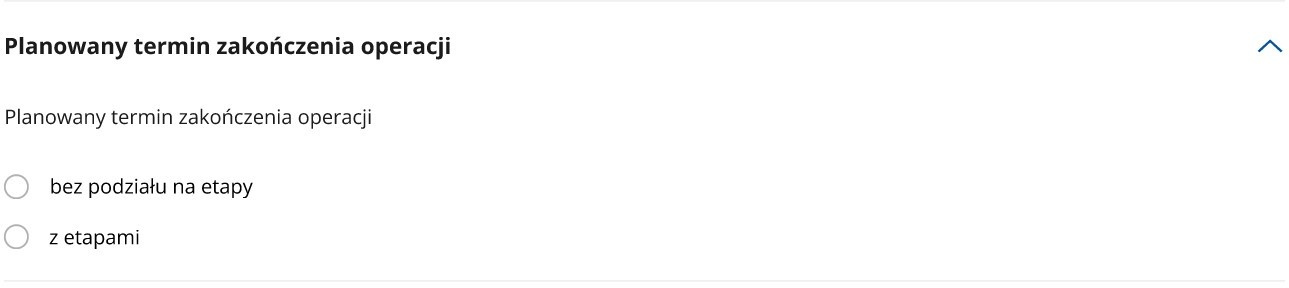 Planowany termin zakończenia operacji
Planowany termin zakończenia operacji
bez podziału na etapy
z etapami